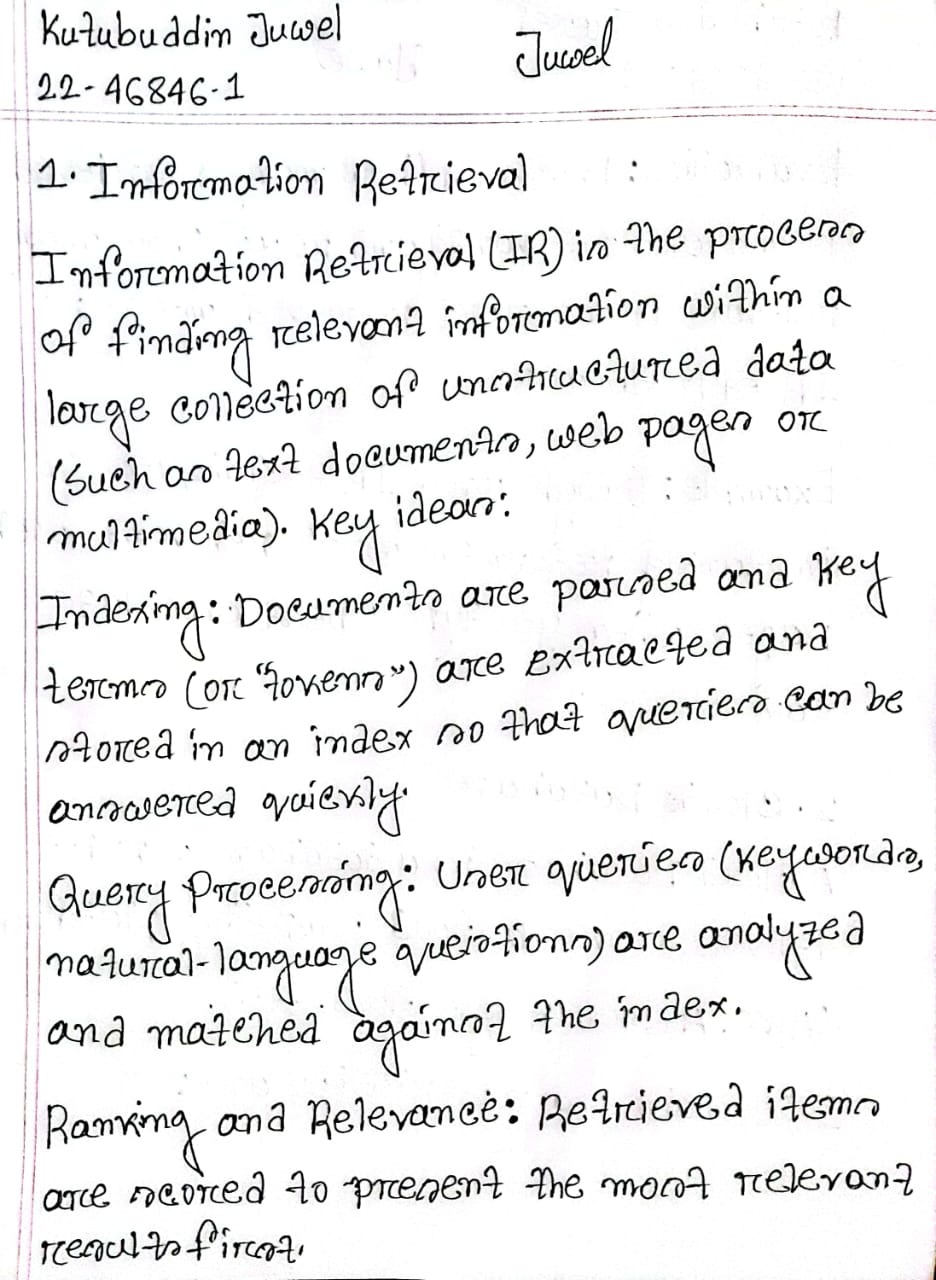 Kutubuddin Juwel
Juwel
22-46846-1
1. Information Retrieval
Information Retrieval (IR) is the process
of finding relevant information within a
large collection of unstructured data
(such as text documents, web pages or
multimedia). Key ideas:
Indexing: Documents are parsed and key
terms (or "tokens") are extracted and
stored in an index so that queries can be
answered quickly.
Query Processing: User queries (keywords,
natural-language queistions) are analyzed
and matched against the index.
Ranking and Relevance: Retrieved items
are scored to present the most relevant
results first.